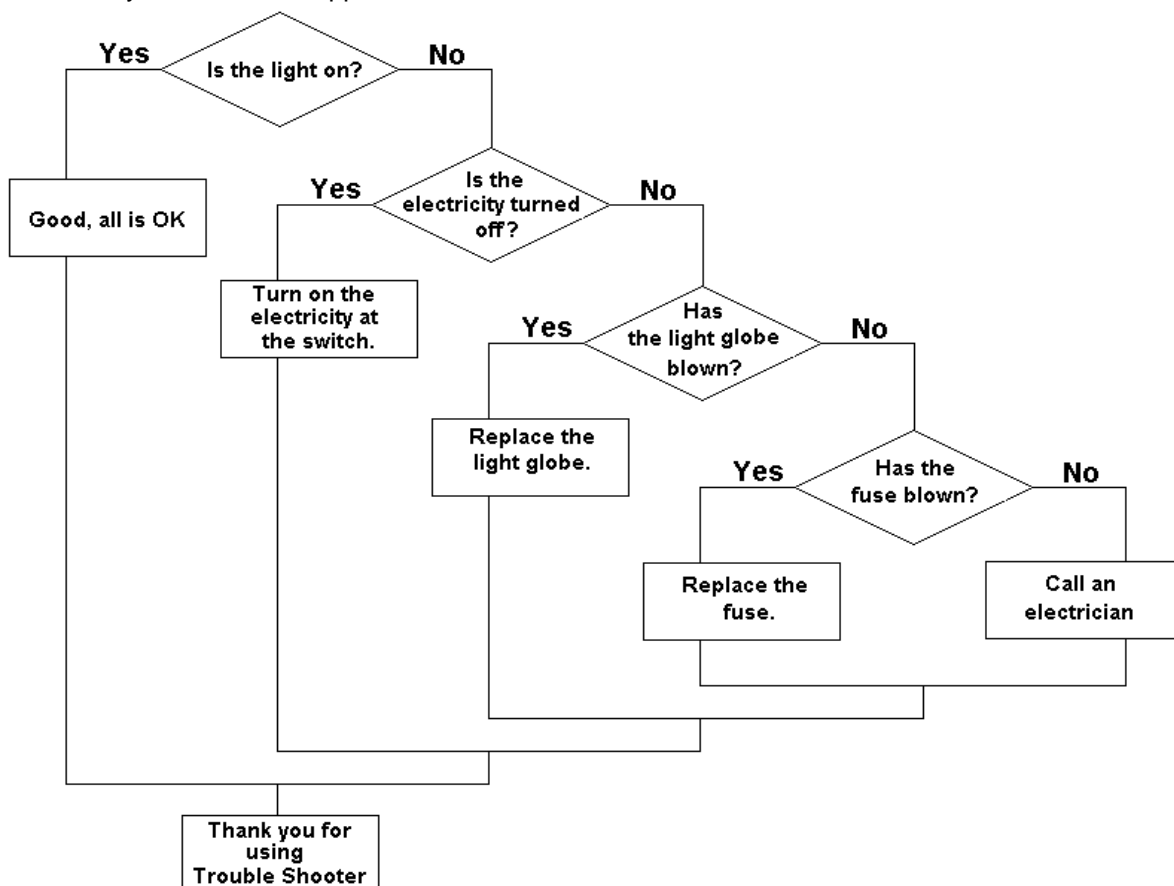 Yes
Is the light on?
No
Good, all is OK
Yes
Is the
electricity turned
off?
No
Turn on the
electricity at
the switch.
Yes
Has
the light globe
blown?
No
Replace the
light globe.
Yes
Has the
fuse blown?
No
Replace the
fuse.
Call an
electrician
Thank you for
using
Trouble Shooter